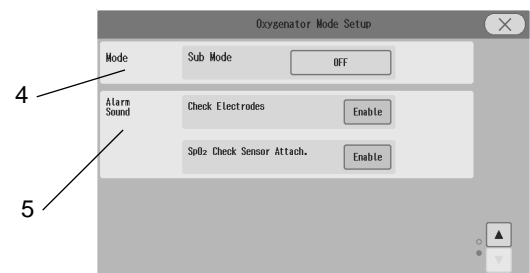 Oxygenator Mode Setup
Mode
Sub Mode
OFF
4
Alarm
Sound
Check Electrodes
Enable
SpO₂ Check Sensor Attach.
Enable
5